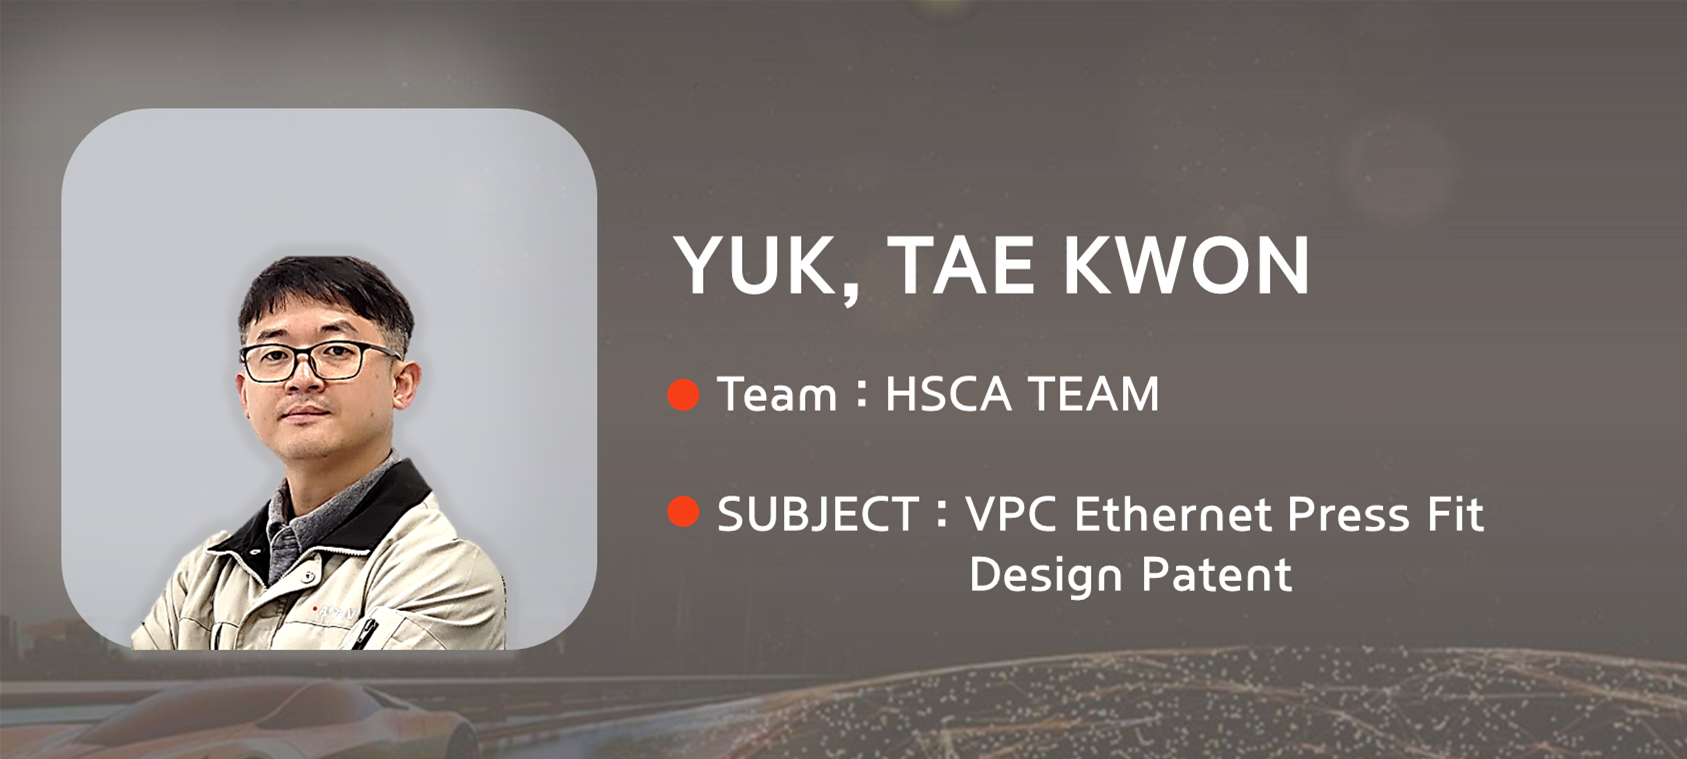 YUK, TAE KWON
Team : HSCA TEAM
SUBJECT : VPC Ethernet Press Fit
Design Patent